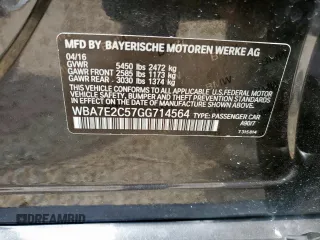 MFD BY BAYERISCHE MOTOREN WERKE AG
04/16
GVWR 5450 lbs 2472 kg
GAWR FRONT 2585 lbs 1173 kg
GAWR REAR 3030 lbs 1374 kg
THIS VEHICLE CONFORMS TO ALL APPLICABLE
U.S. FEDERAL MOTOR VEHICLE SAFETY, BUMPER, AND
THEFT PREVENTION STANDARDS IN EFFECT ON THE
DATE OF MANUFACTURE SHOWN ABOVE.
WBA7E2C57GG714564 TYPE: PASSENGER CAR
A90I7
DREAMBID